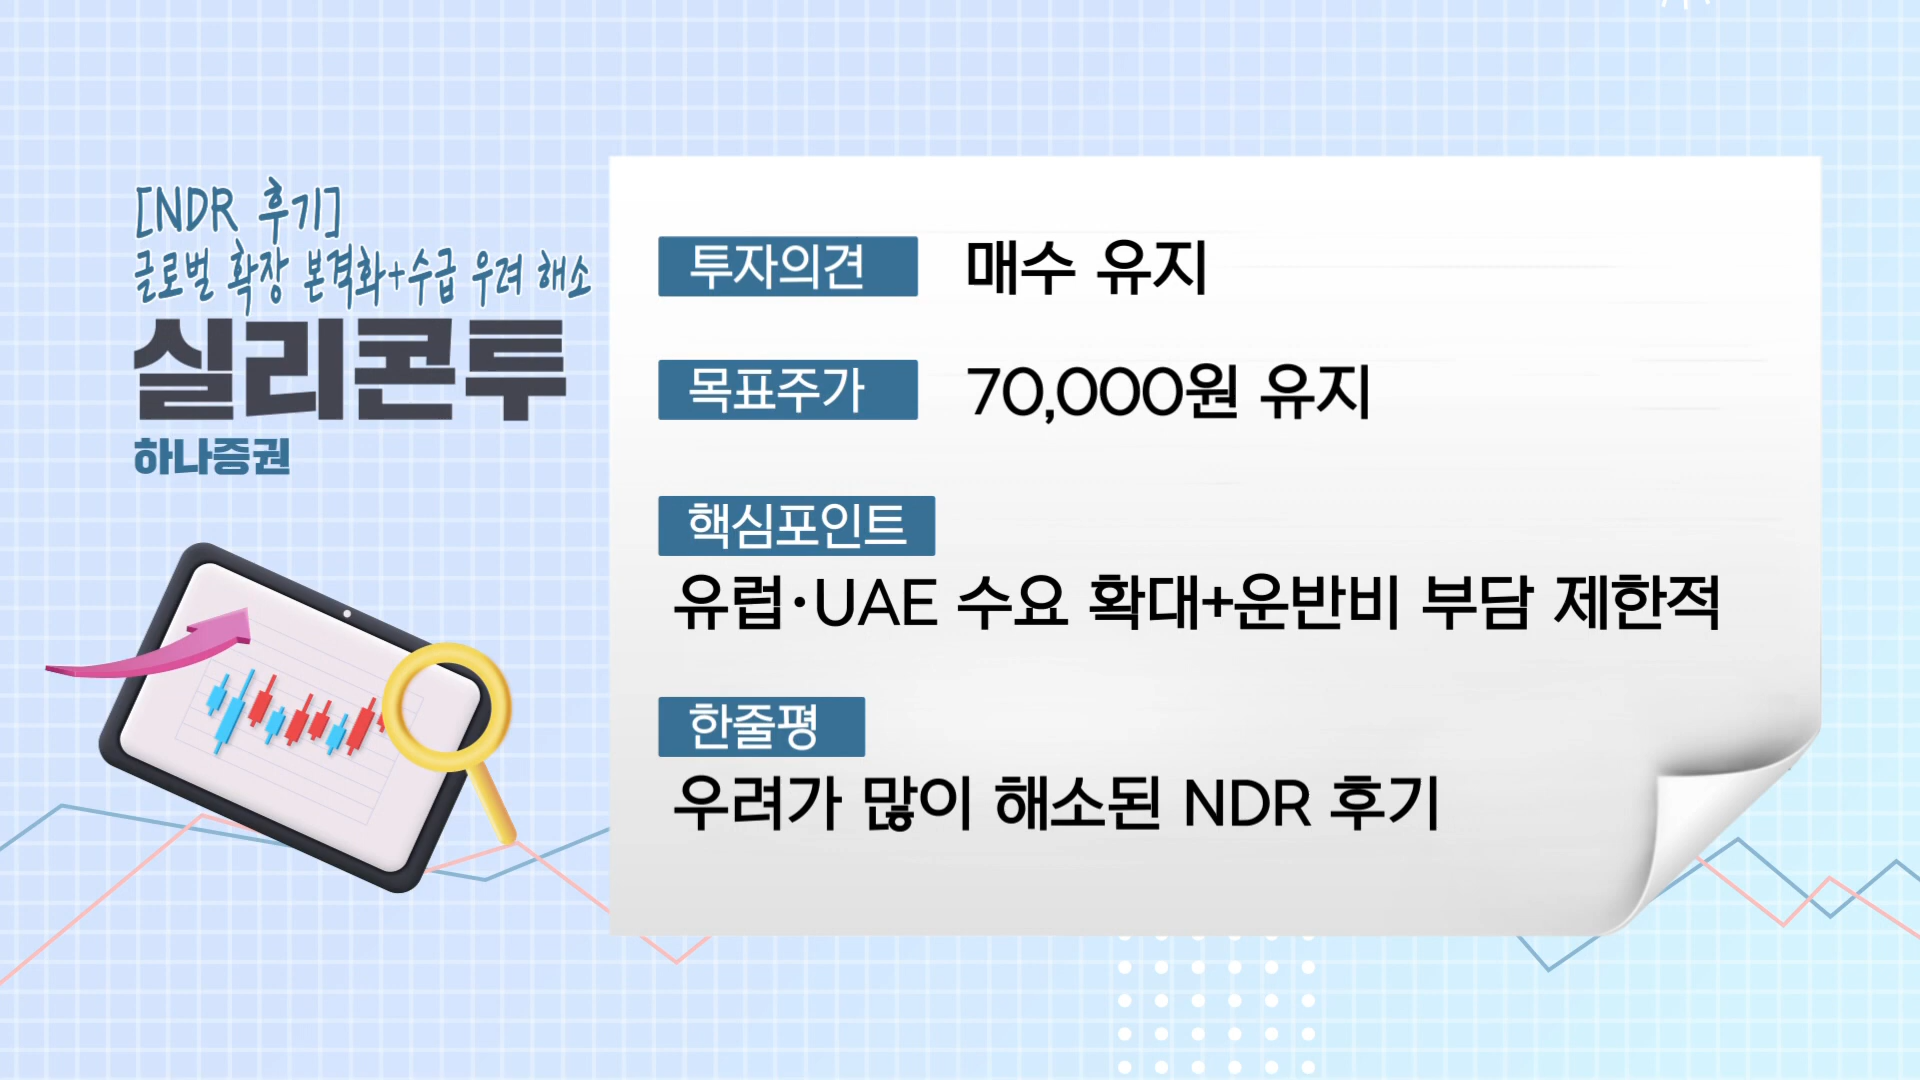 [NDR 후기]
글로벌 확장 본격화+수급 우려 해소
실리콘투
하나증권
투자의견 매수 유지
목표주가 70,000원 유지
핵심포인트
유럽·UAE 수요 확대+운반비 부담 제한적
한줄평
우려가 많이 해소된 NDR 후기